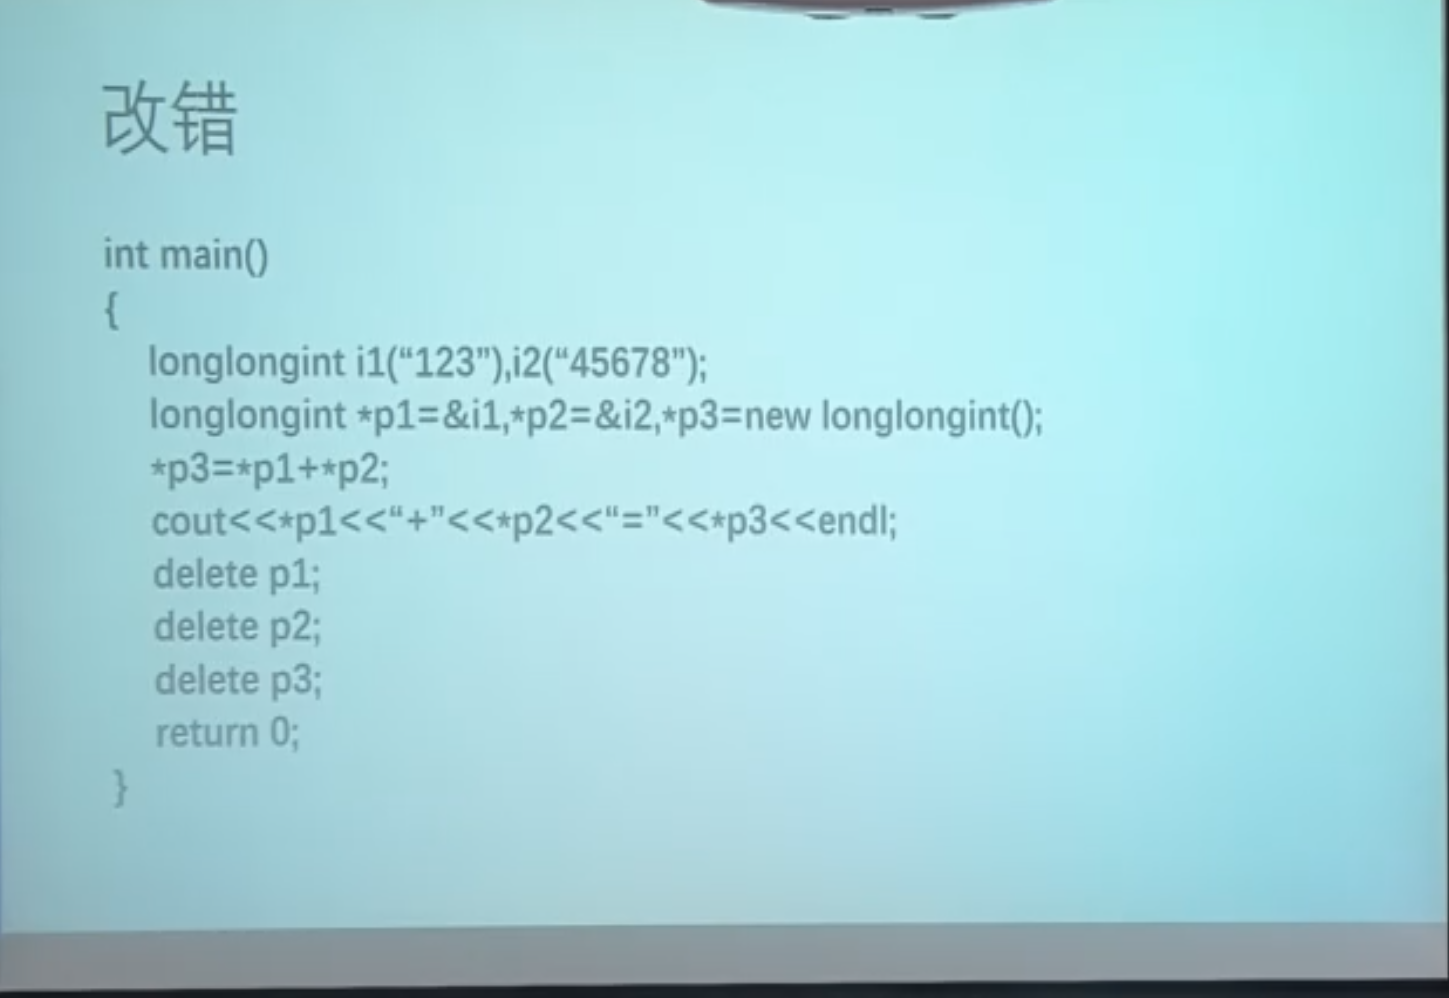 改错
int main()
{
longlongint i1(“123”),i2(“45678”);
longlongint *p1=&i1,*p2=&i2,*p3=new longlongint();
*p3=*p1+*p2;
cout<<*p1<<“+”<<*p2<<“=”<<*p3<<endl;
delete p1;
delete p2;
delete p3;
return 0;
}